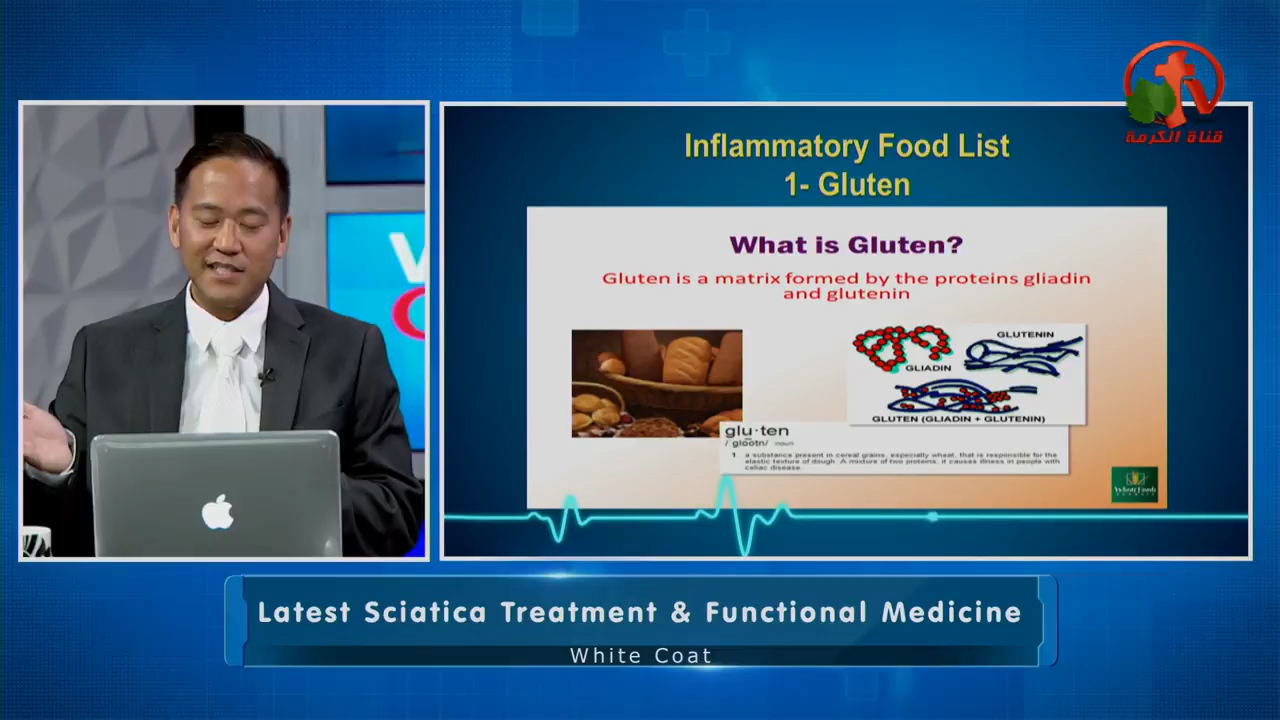 قناة الكرمة
Inflammatory Food List
1- Gluten
What is Gluten?
Gluten is a matrix formed by the proteins gliadin
and glutenin
GLUTENIN
GLIADIN
GLUTEN (GLIADIN + GLUTENIN)
glu·ten
/ˈglo͞otn/ noun
1 a substance present in cereal grains, especially wheat, that is responsible for the
elastic texture of dough. A mixture of two proteins, it causes illness in people with
celiac disease.
Latest Sciatica Treatment & Functional Medicine
White Coat